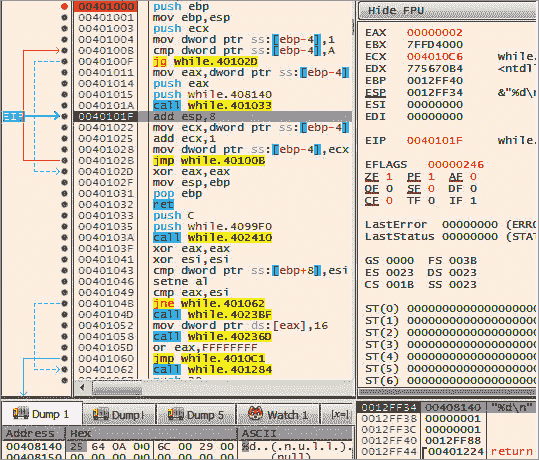 00401000 push ebp
00401001 mov ebp,esp
00401003 push ecx
00401004 mov dword ptr ss:[ebp-4],1
0040100B cmp dword ptr ss:[ebp-4],A
0040100F jg while.40102D
00401011 mov eax,dword ptr ss:[ebp-4]
00401014 push eax
00401015 push while.408140
0040101A call while.401033
0040101F add esp,8
00401022 mov ecx,dword ptr ss:[ebp-4]
00401025 add ecx,1
00401028 mov dword ptr ss:[ebp-4],ecx
0040102B jmp while.40100B
0040102D xor eax,eax
0040102F mov esp,ebp
00401031 pop ebp
00401032 ret
00401033 push C
00401035 push while.4099F0
0040103A call while.402410
0040103F xor eax,eax
00401041 xor esi,esi
00401043 cmp dword ptr ss:[ebp+8],esi
00401046 setne al
00401049 cmp eax,esi
0040104B jne while.401062
0040104D call while.4023BF
00401052 mov dword ptr ds:[eax],16
00401058 call while.40236D
0040105D or eax,FFFFFFFF
00401060 jmp while.4010C1
00401062 call while.401284
EIP
Hide FPU
EAX 00000002
EBX 7FFD4000
ECX 004010C6 while.
EDX 775670B4 <ntdll
EBP 0012FF40
ESP 0012FF34 &"%d\n"
ESI 00000000
EDI 00000000
EIP 0040101F while.
EFLAGS 00000246
ZF 1 PF 1 AF 0
OF 0 SF 0 DF 0
CF 0 TF 0 IF 1
LastError 00000000 (ERRO
LastStatus 00000000 (STAT
GS 0000 FS 003B
ES 0023 DS 0023
CS 001B SS 0023
ST(0) 0000000000000000
ST(1) 0000000000000000
ST(2) 0000000000000000
ST(3) 0000000000000000
ST(4) 0000000000000000
ST(5) 0000000000000000
ST(6) 0000000000000000
Dump 1 Dump Dump 5 Watch 1 [x=]
Address Hex ASCII
00408140 25 64 0A 00 6C 00 29 00 %d..(.n.u.l.l.).
(null)
0012FF34 00408140 "%d\n"
0012FF38 00000001
0012FF3C 00000001
0012FF40 0012FF88
0012FF44 00401224 return